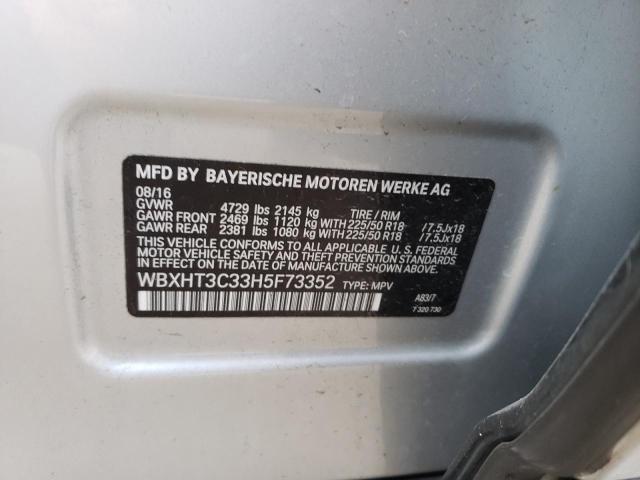 MFD BY BAYERISCHE MOTOREN WERKE AG
08/16
GVWR 4729 lbs 2145 kg TIRE / RIM
GAWR FRONT 2469 lbs 1120 kg WITH 225/50 R18 /7.5Jx18
GAWR REAR 2381 lbs 1080 kg WITH 225/50 R18 /7.5Jx18
THIS VEHICLE CONFORMS TO ALL APPLICABLE U.S. FEDERAL
MOTOR VEHICLE SAFETY AND THEFT PREVENTION STANDARDS
IN EFFECT ON THE DATE OF MANUFACTURE SHOWN ABOVE.
WBXHT3C33H5F73352 TYPE: MPV A83/7
7 320 730